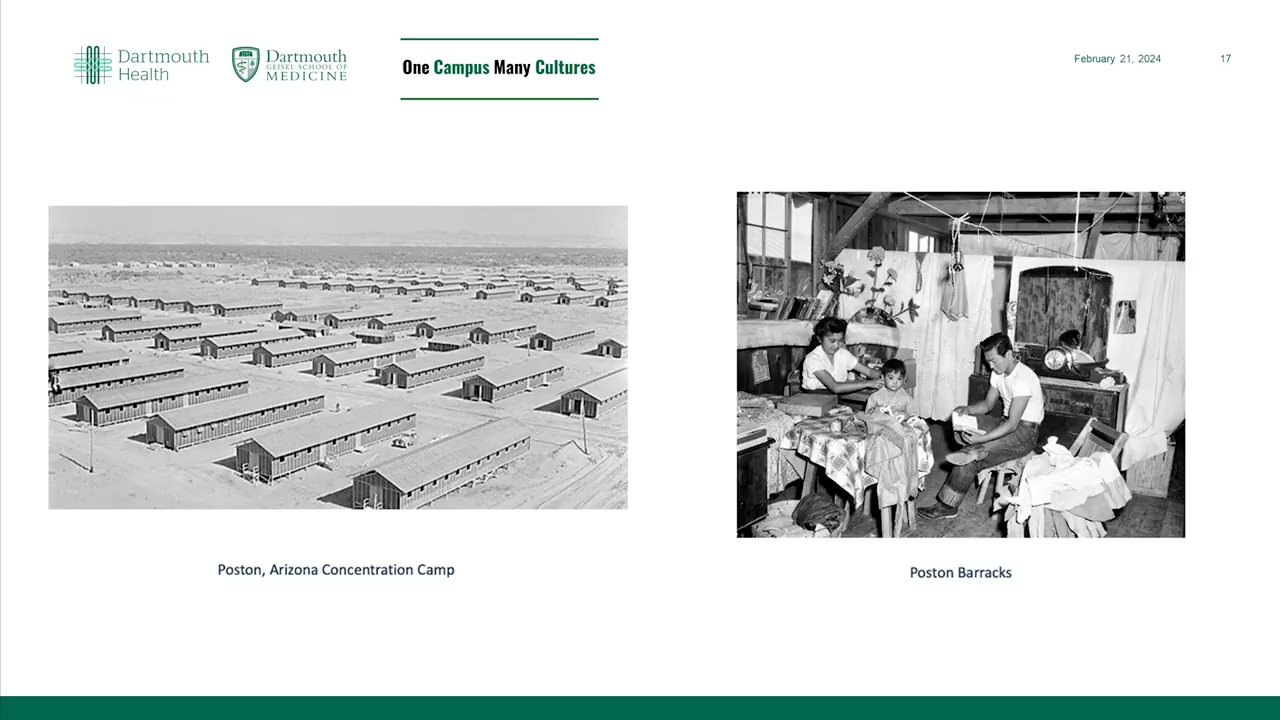 Dartmouth
Health
Dartmouth
GEISEL SCHOOL OF
MEDICINE
One Campus Many Cultures
February 21, 2024
17
Poston, Arizona Concentration Camp
Poston Barracks